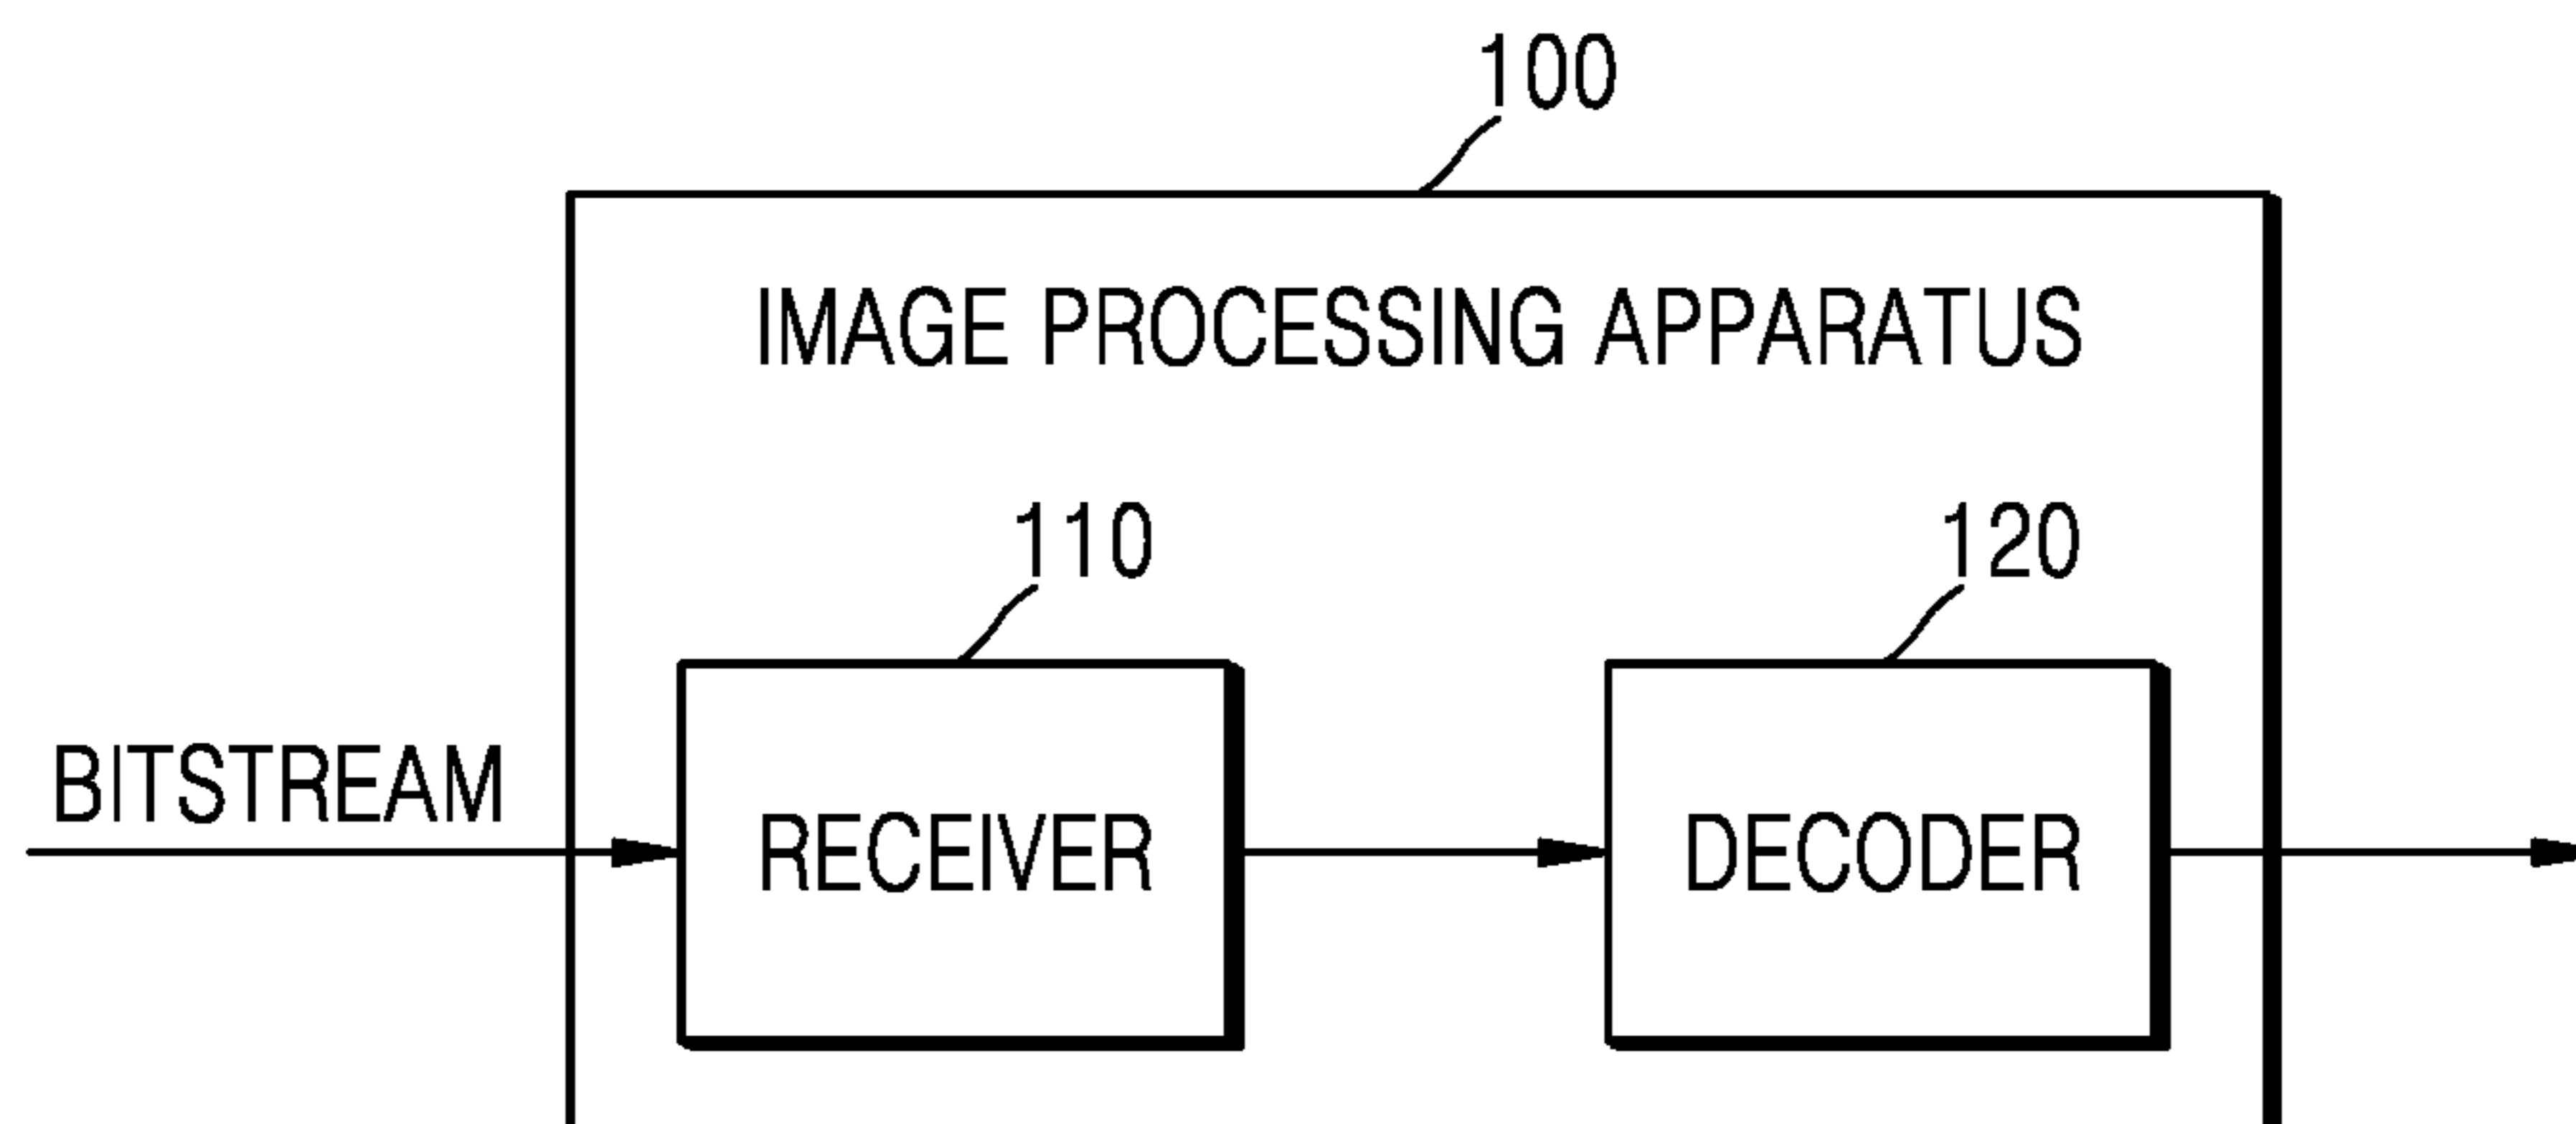 100
IMAGE PROCESSING APPARATUS
110
120
BITSTREAM
RECEIVER
DECODER